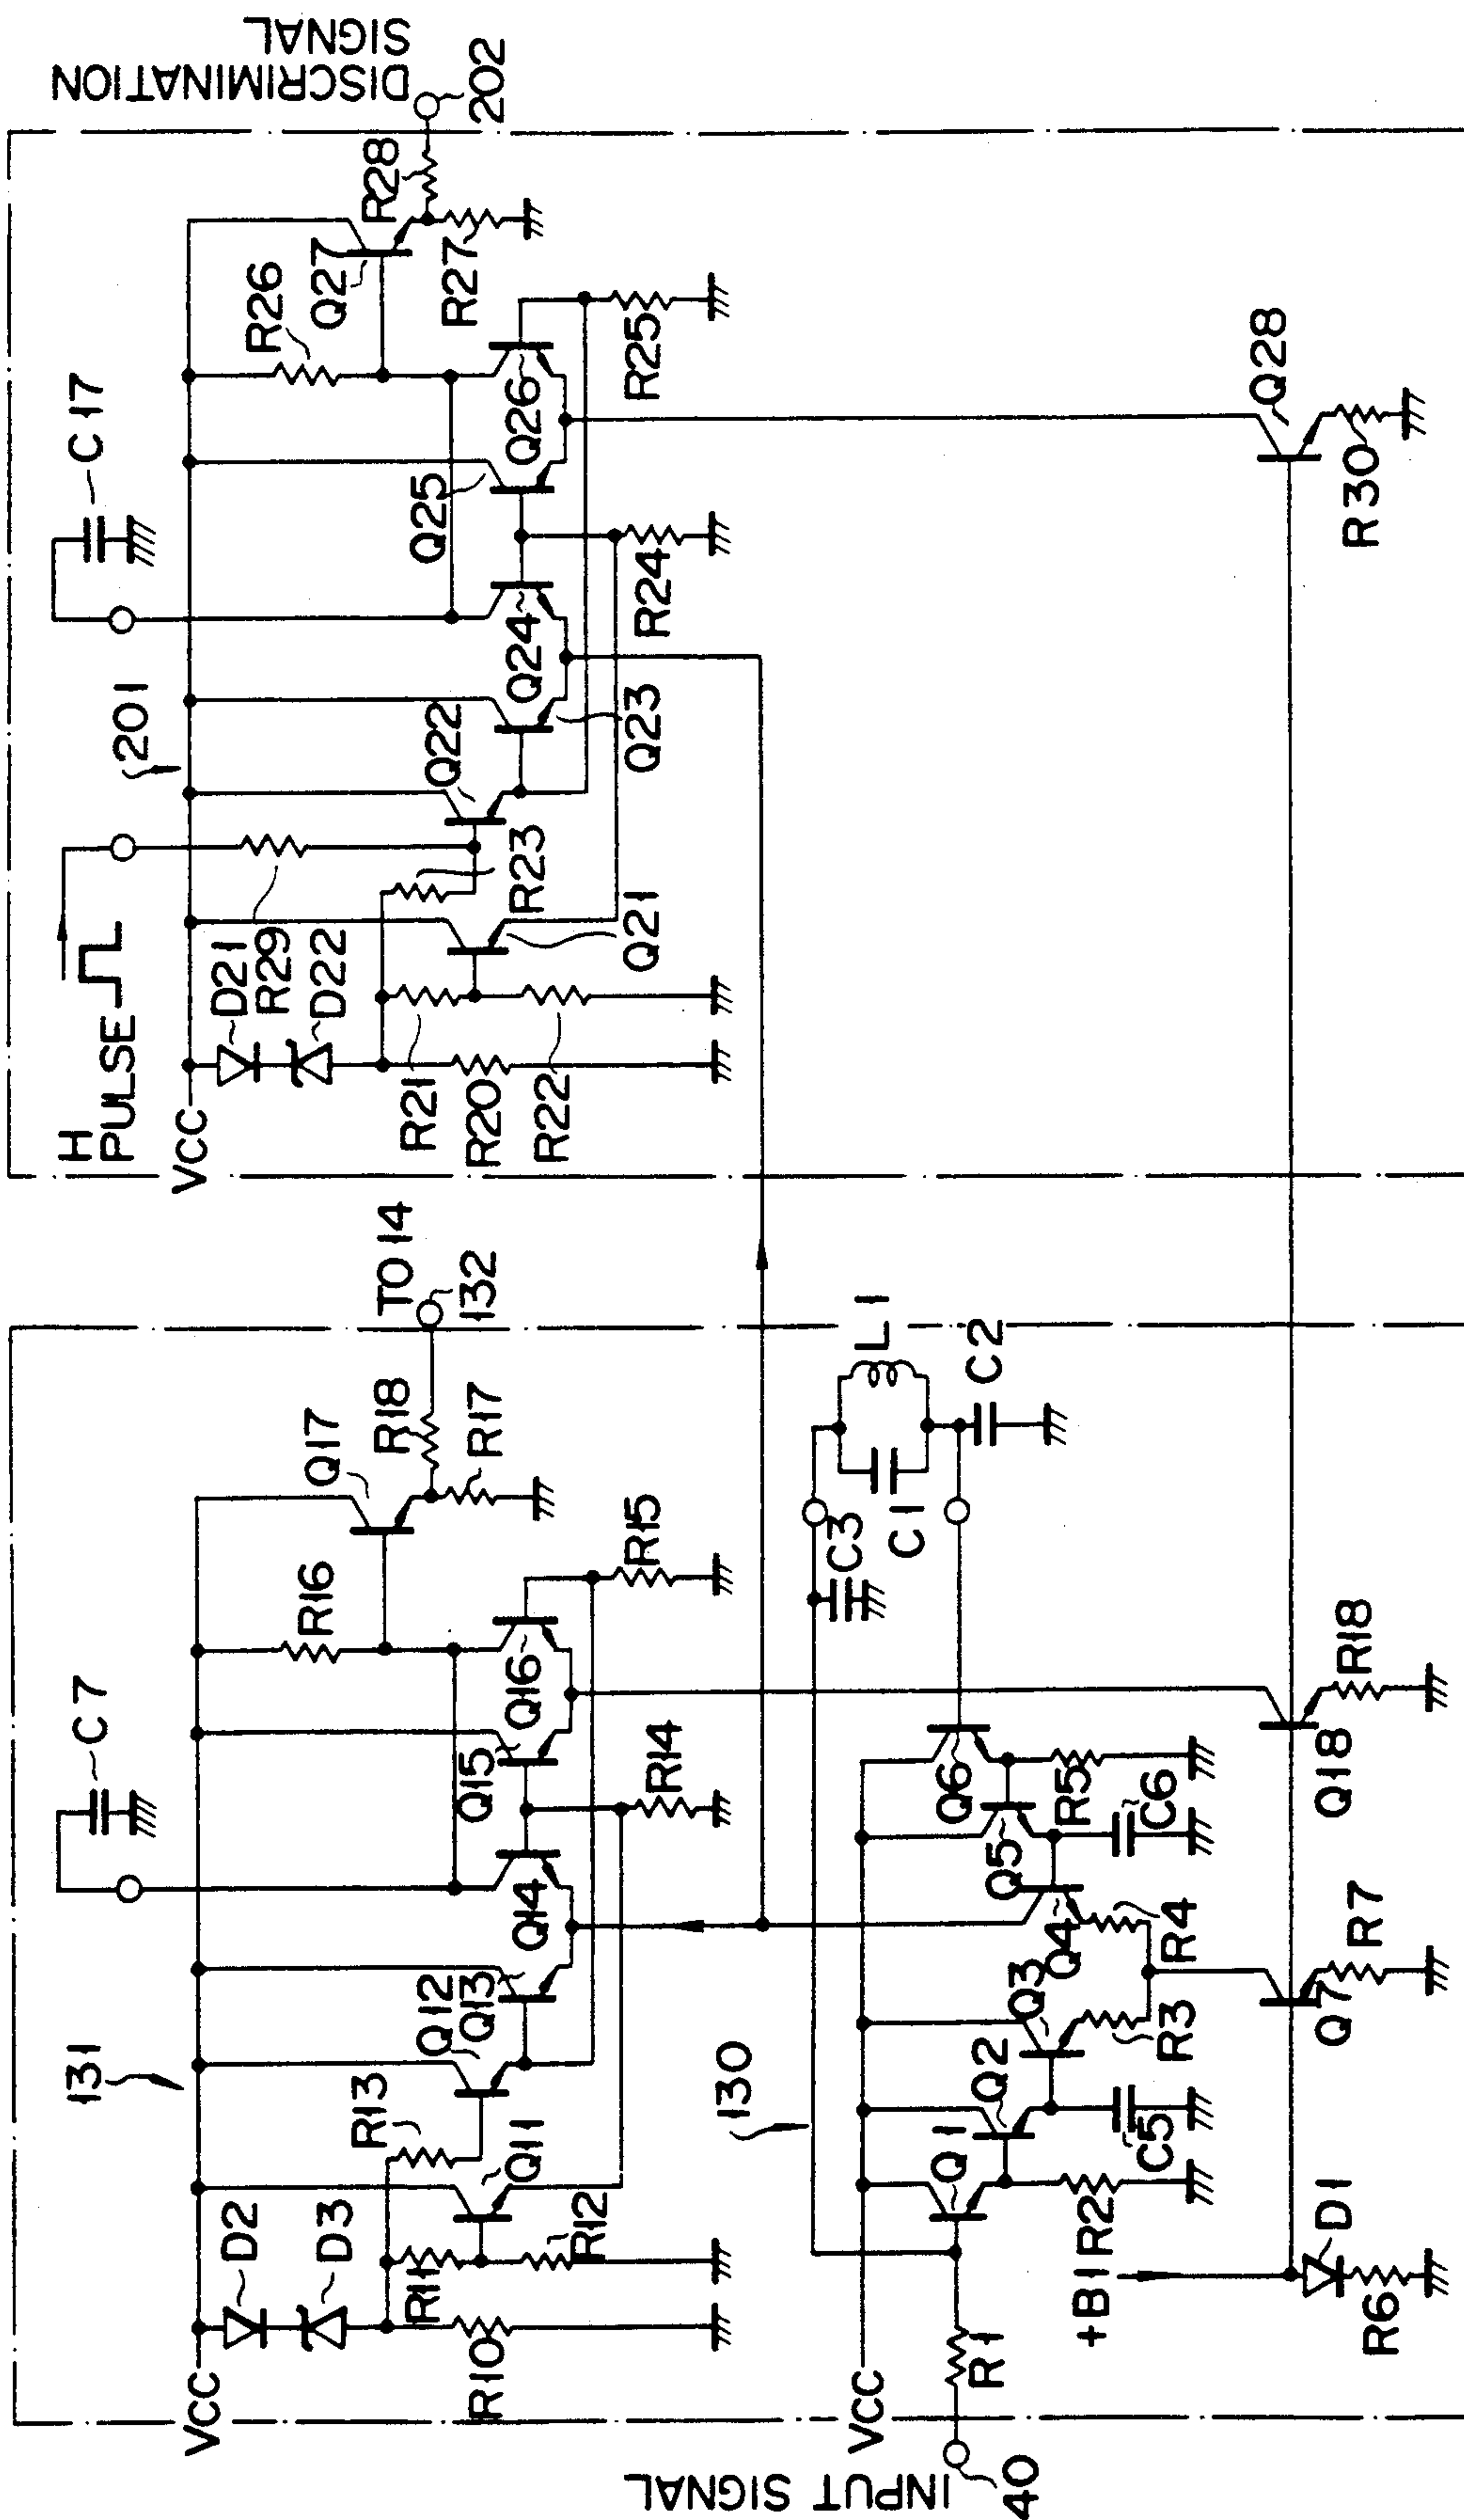 DISCRIMINATION
SIGNAL
202
R28
Q27
R26
R27
C17
Q25
Q26
R25
R24
Q24
Q23
Q22
201
R23
Q21
H
PULSE
D21
R29
D22
VCC
R21
R20
R22
Q28
R30
TO 14
132
R18
R17
Q17
R16
C7
R15
Q16
Q15
R14
Q14
Q13
Q12
131
R13
Q11
R12
D2
D3
R11
R10
VCC
L1
C2
C3
C1
Q6
R5
C6
Q5
Q4
R4
Q3
R3
Q2
C5
Q1
R2
130
VCC
R1
INPUT SIGNAL
40
+B1
D1
R6
Q7
R7
Q18
R18